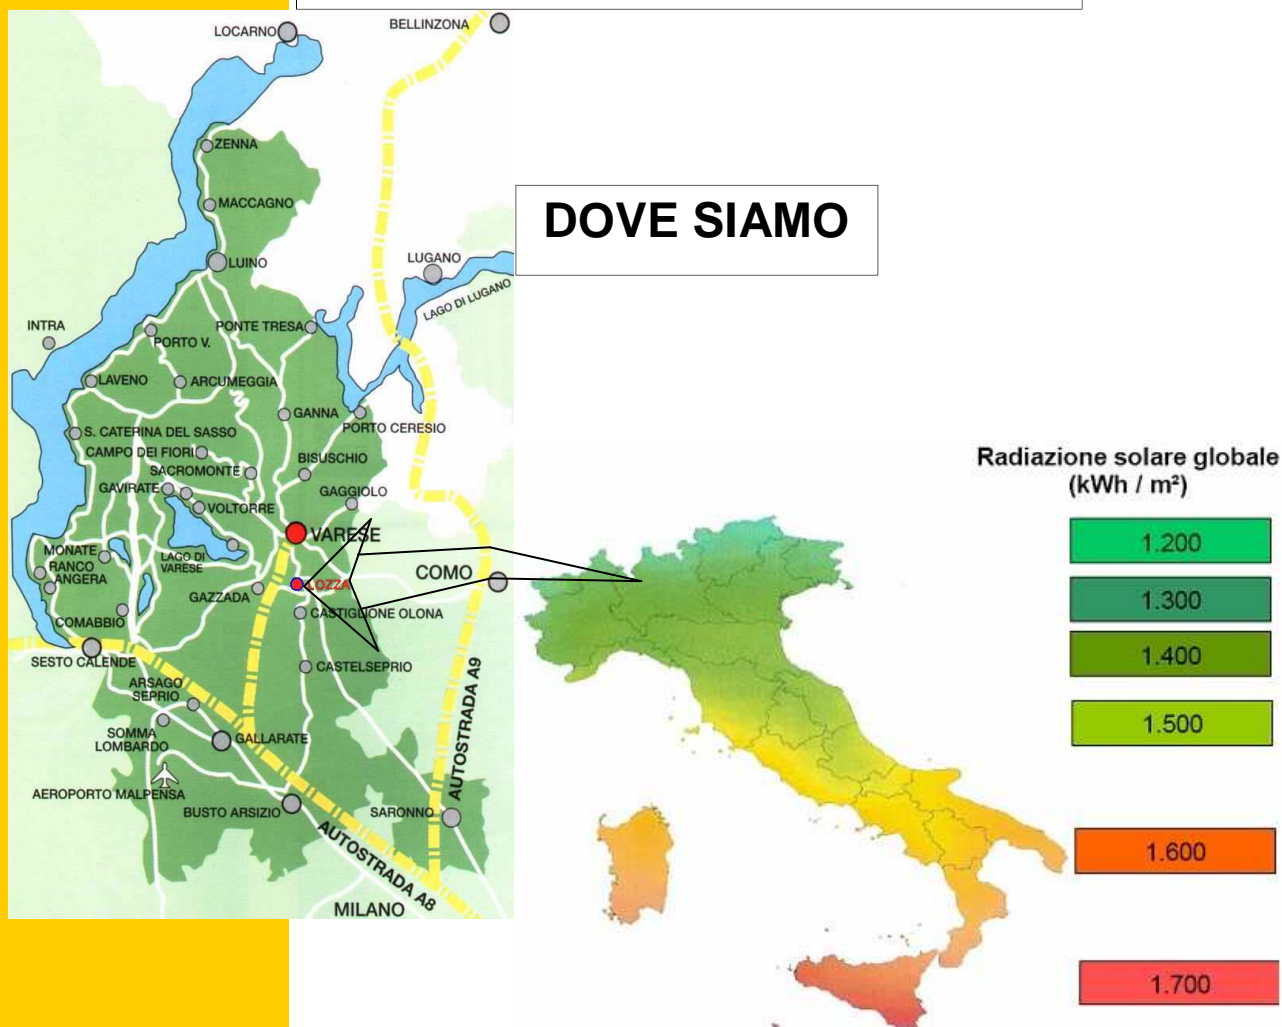 LOCARNO
BELLINZONA
ZENNA
MACCAGNO
DOVE SIAMO
LUINO
LUGANO
LAGO DI LUGANO
INTRA
PONTE TRESA
PORTO V.
LAVENO
ARCUMEGGIA
GANNA
PORTO CERESIO
S. CATERINA DEL SASSO
CAMPO DEI FIORI
BISUSCHIO
SACROMONTE
GAVIRATE
GAGGIOLO
VOLTORRE
VARESE
MONATE
LAGO DI
VARESE
RANCO
ANGERA
COMO
LOZZA
GAZZADA
CASTIGLIONE OLONA
COMABBIO
SESTO CALENDE
CASTELSEPRIO
ARSAGO
SEPRIO
AUTOSTRADA A9
SOMMA
LOMBARDO
GALLARATE
AEROPORTO MALPENSA
BUSTO ARSIZIO
SARONNO
AUTOSTRADA A8
MILANO
Radiazione solare globale
(kWh / m²)
1.200
1.300
1.400
1.500
1.600
1.700